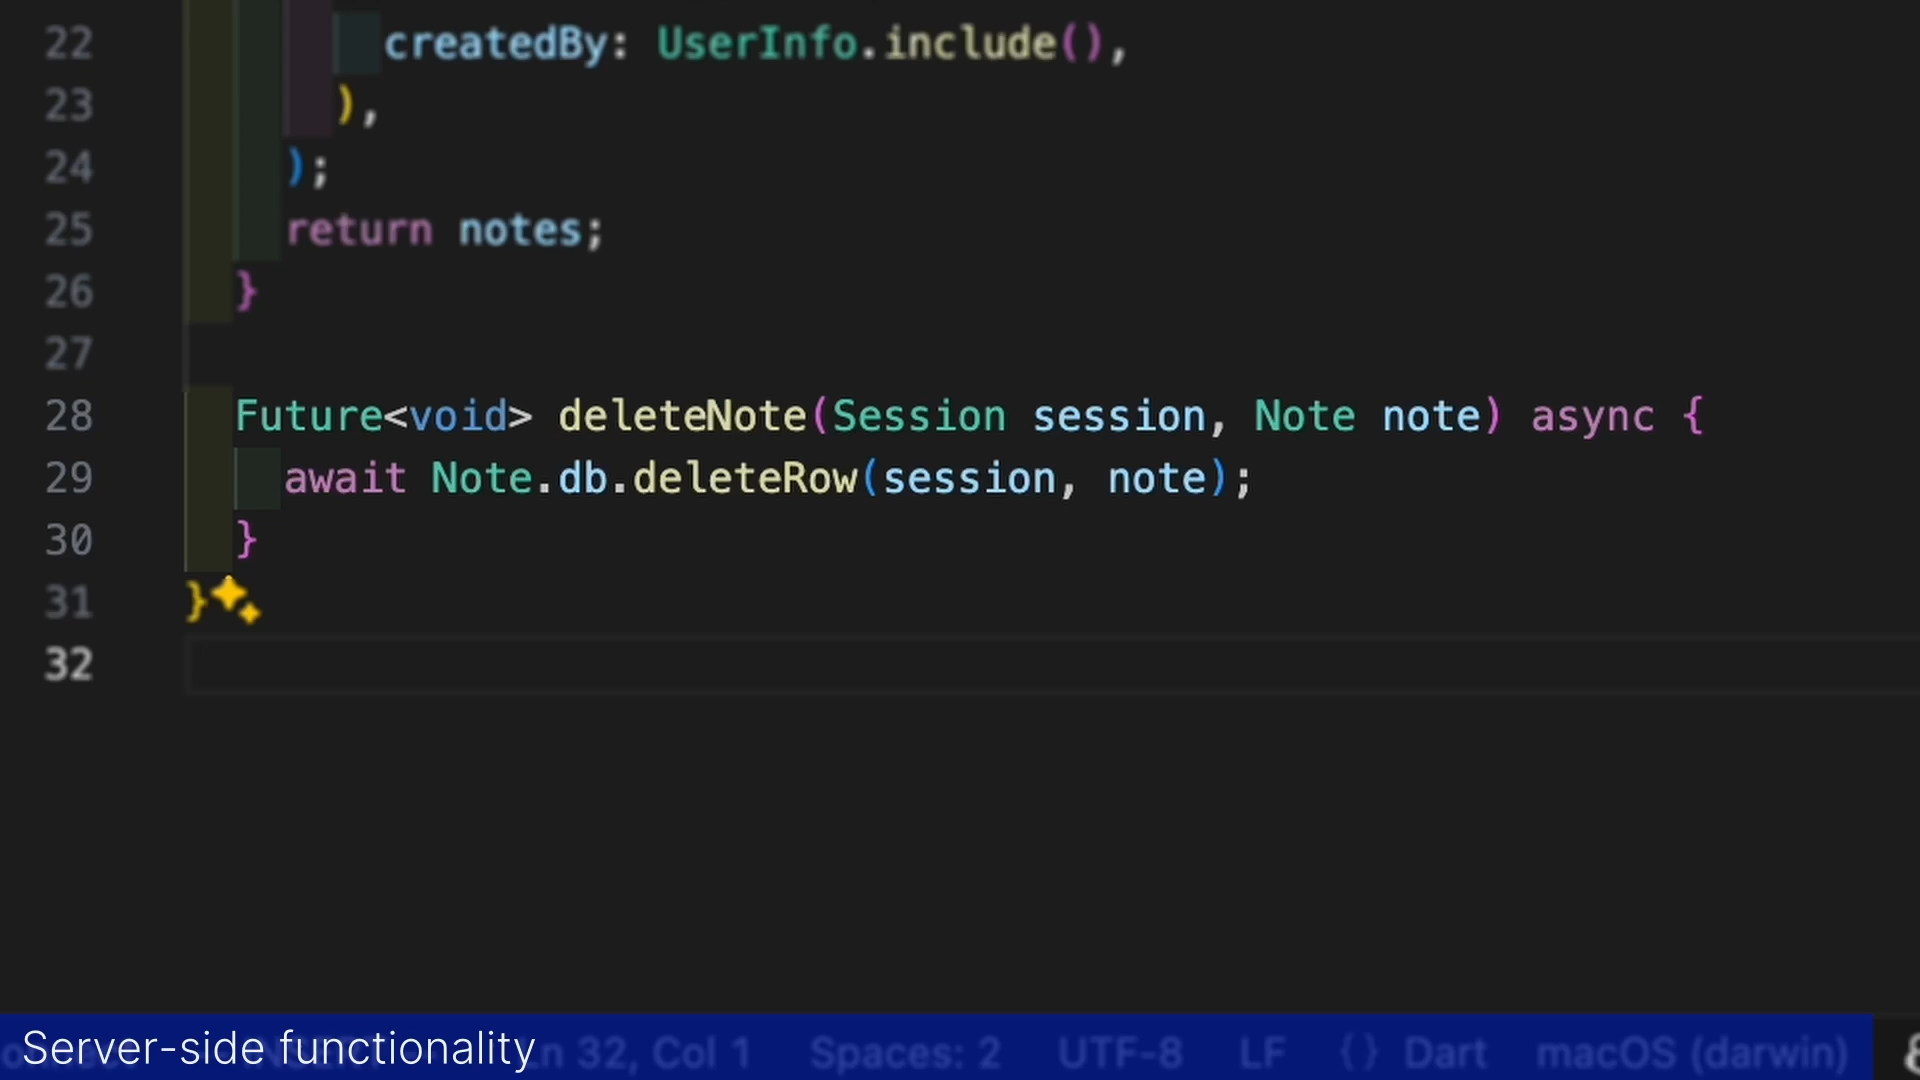 22 createdBy: UserInfo.include(),
23 ),
24 );
25 return notes;
26 }
27
28 Future<void> deleteNote(Session session, Note note) async {
29 await Note.db.deleteRow(session, note);
30 }
31 }
32
Server-side functionality
Ln 32, Col 1 Spaces: 2 UTF-8 LF {} Dart macOS (darwin)